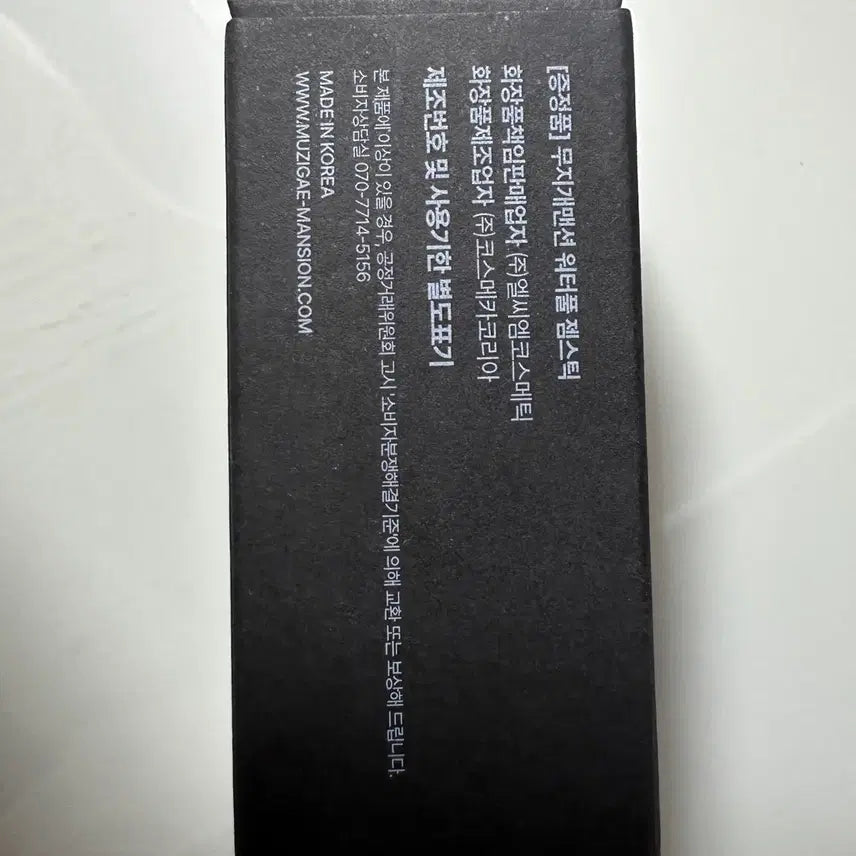 [증정품] 무지개맨션 워터풀 젬스틱
화장품책임판매업자 (주)엘씨엠코스메틱
화장품제조업자 (주)코스메카코리아
제조번호 및 사용기한 별도표기
본 제품에 이상이 있을 경우, 공정거래위원회 고시 '소비자분쟁해결기준'에 의해 교환 또는 보상해 드립니다.
소비자상담실 070-7714-5156
MADE IN KOREA
WWW.MUZIGAE-MANSION.COM